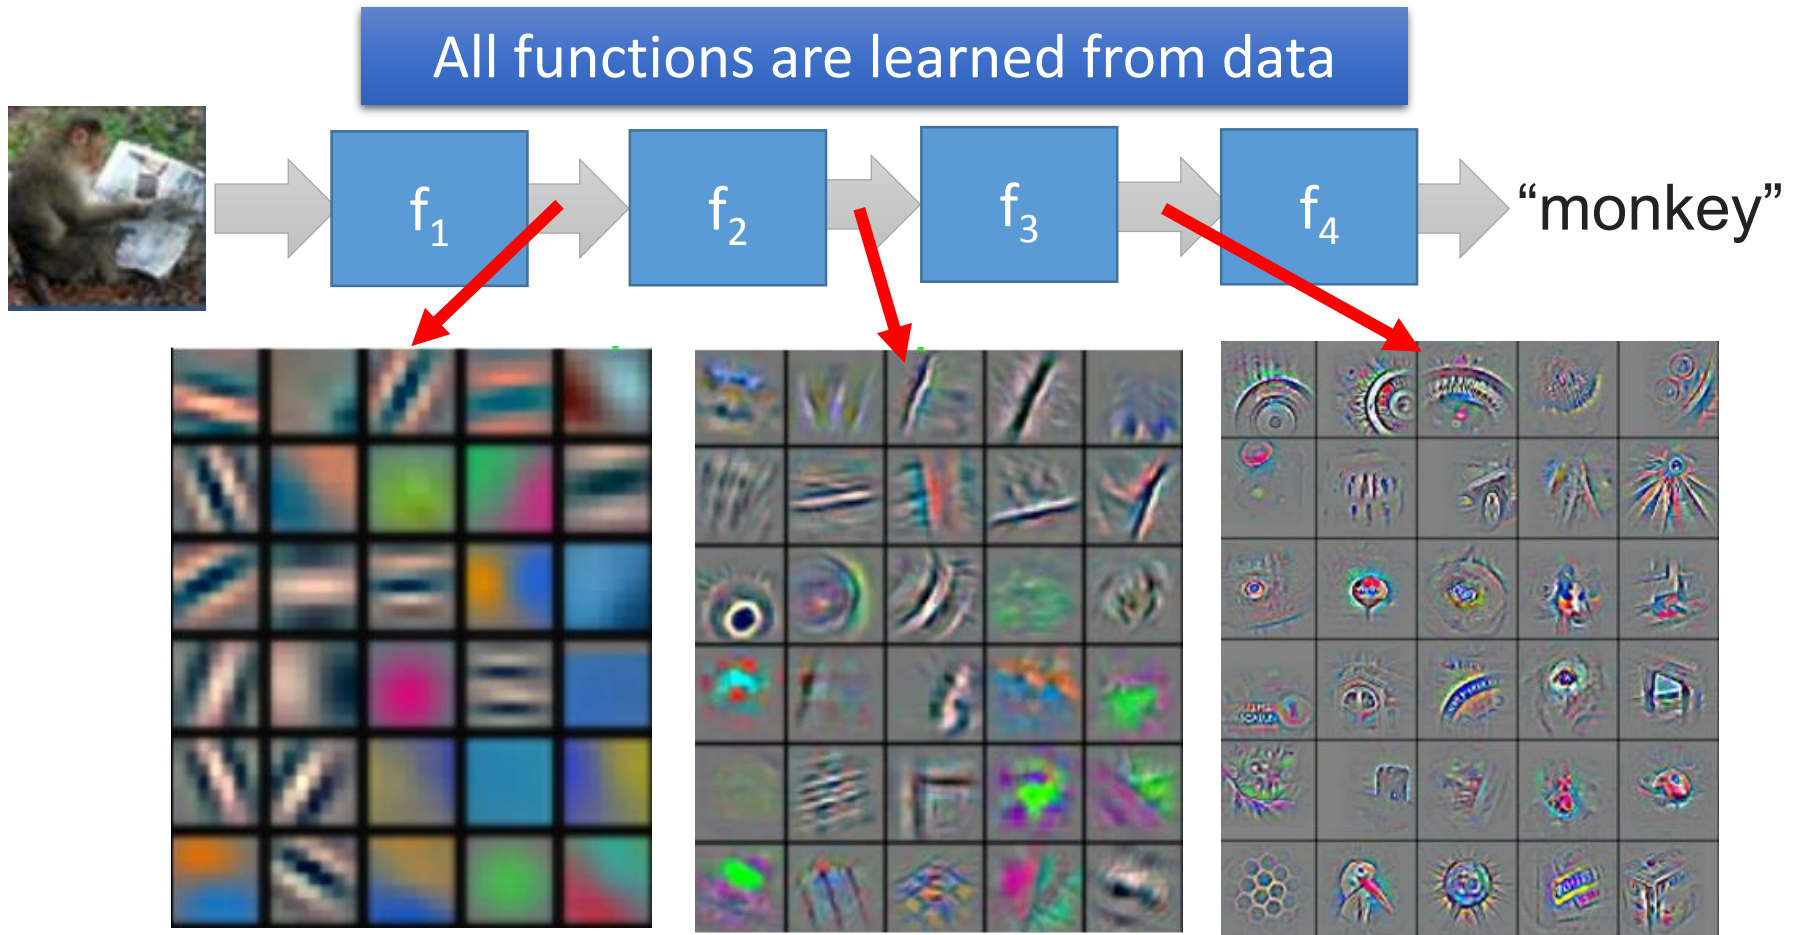 All functions are learned from data
f1
f2
f3
f4
“monkey”